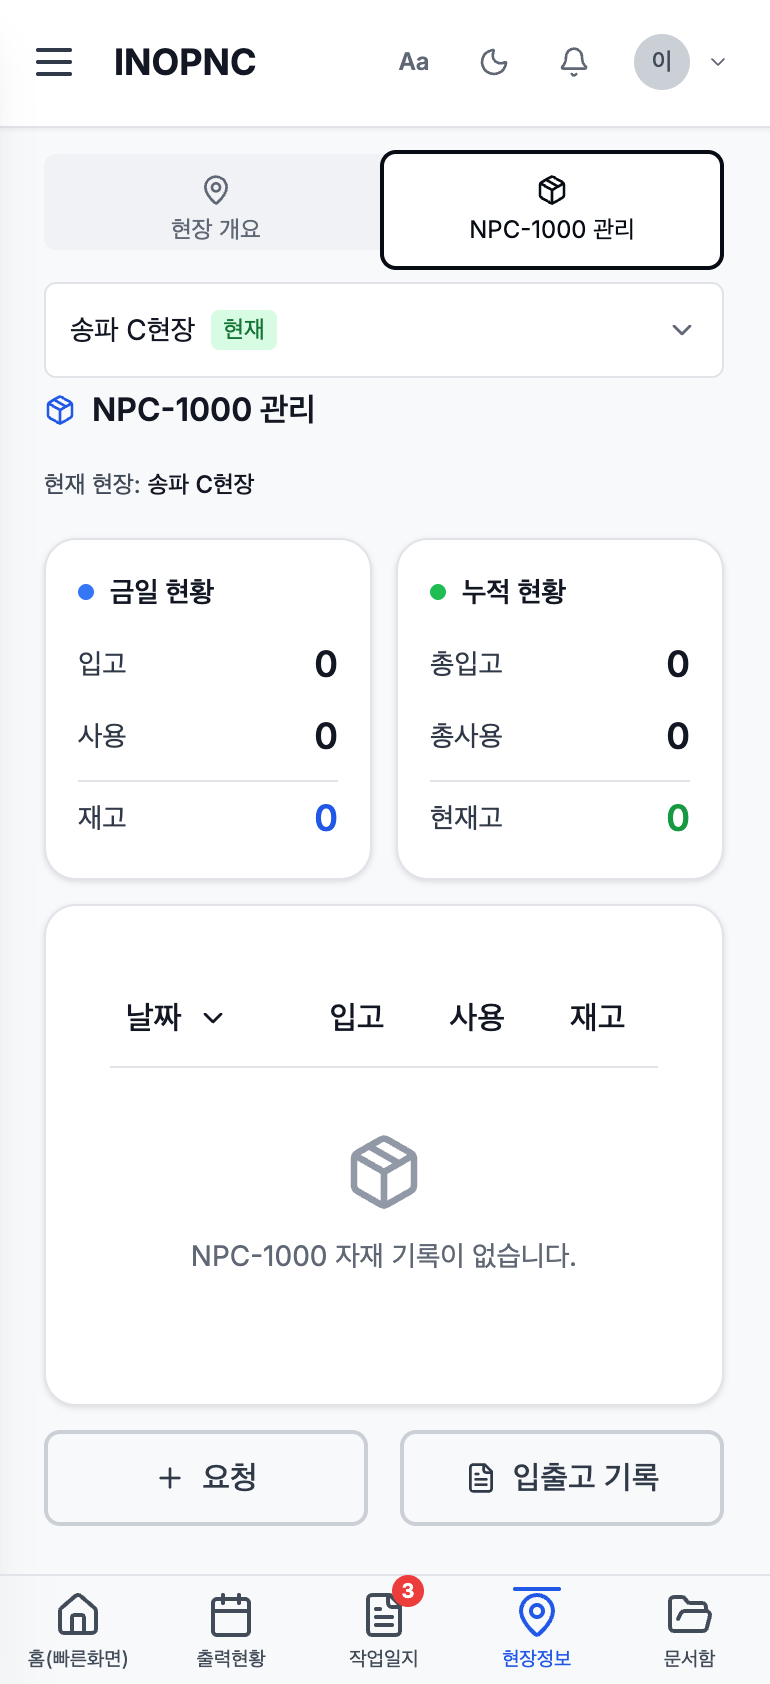 INOPNC
Aa
이
현장 개요
NPC-1000 관리
송파 C현장 현재
NPC-1000 관리
현재 현장: 송파 C현장
금일 현황
입고 0
사용 0
재고 0
누적 현황
총입고 0
총사용 0
현재고 0
날짜 입고 사용 재고
NPC-1000 자재 기록이 없습니다.
+ 요청
입출고 기록
3
홈(빠른화면)
출력현황
작업일지
현장정보
문서함